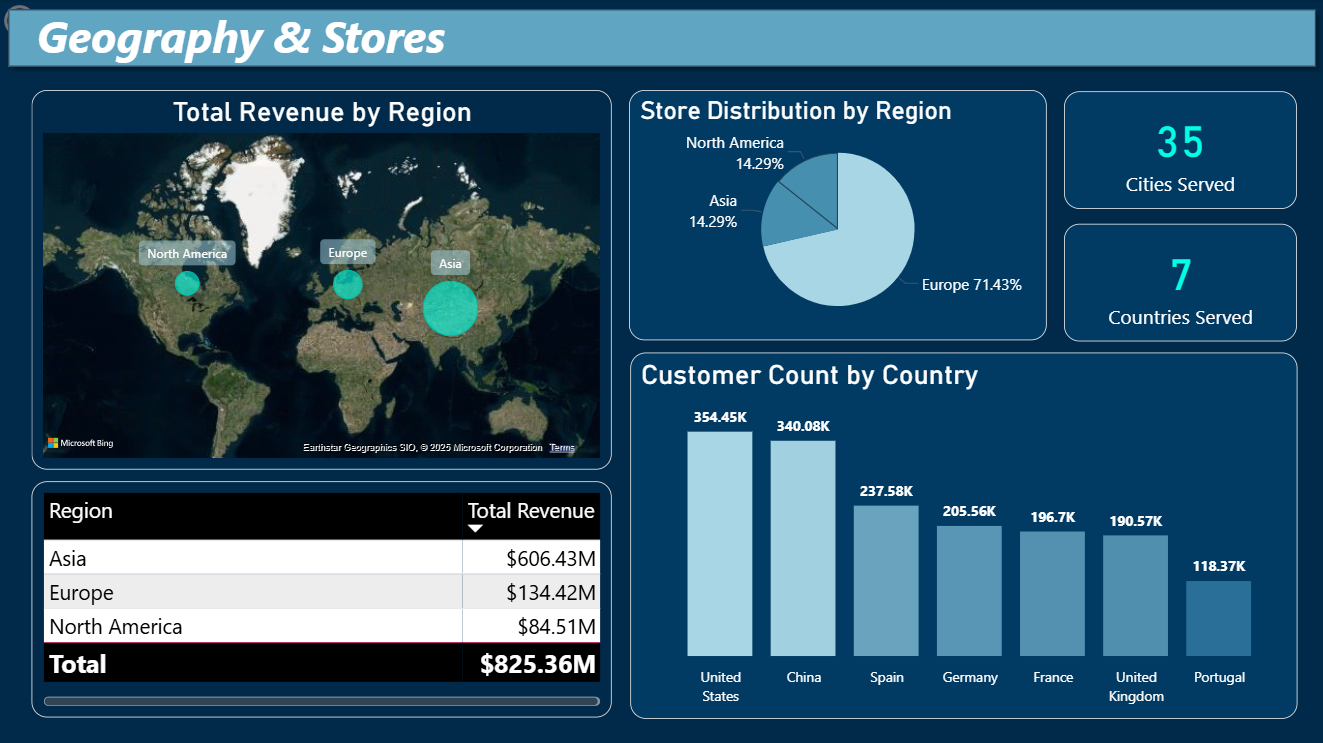 Geography & Stores
Total Revenue by Region
North America
Europe
Asia
Microsoft Bing
Earthstar Geographics SIO, © 2025 Microsoft Corporation Terms
Region Total Revenue
Asia $606.43M
Europe $134.42M
North America $84.51M
Total $825.36M
Store Distribution by Region
North America
14.29%
Asia
14.29%
Europe 71.43%
35
Cities Served
7
Countries Served
Customer Count by Country
354.45K
340.08K
237.58K
205.56K
196.7K
190.57K
118.37K
United
States
China
Spain
Germany
France
United
Kingdom
Portugal